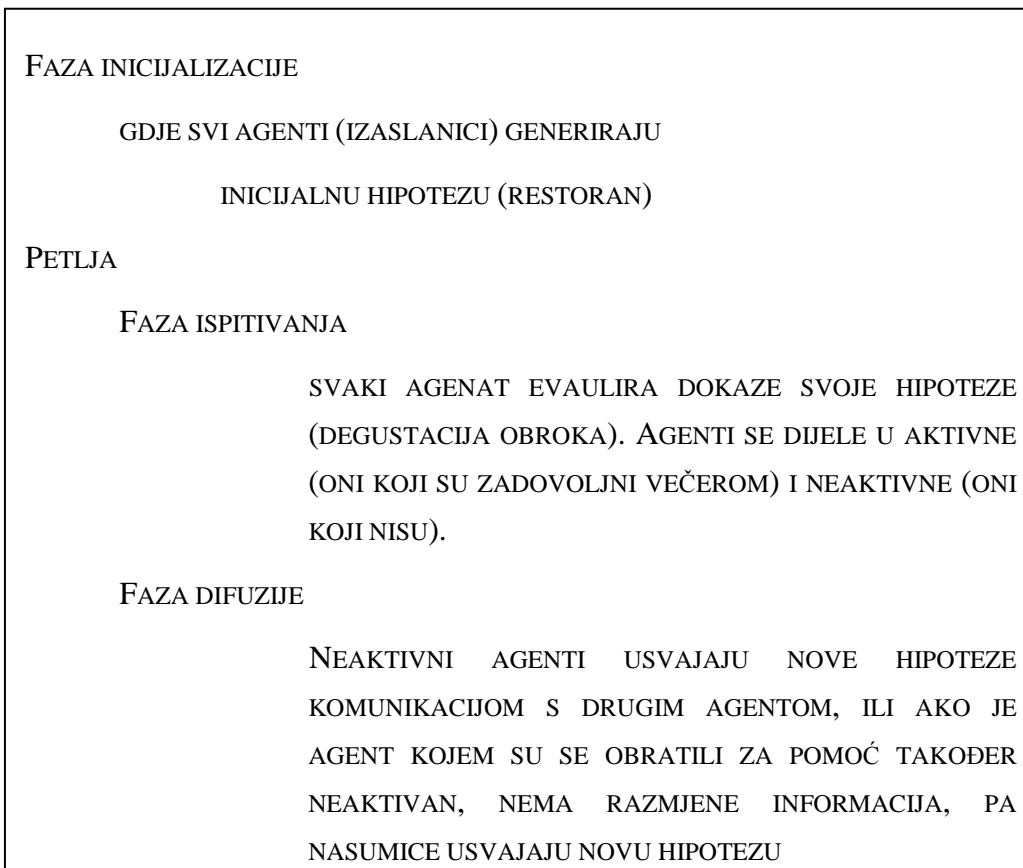 FAZA INICIJALIZACIJE
GDJE SVI AGENTI (IZASLANICI) GENERIRAJU
INICIJALNU HIPOTEZU (RESTORAN)
PETLJA
FAZA ISPITIVANJA
SVAKI AGENAT EVAULIRA DOKAZE SVOJE HIPOTEZE
(DEGUSTACIJA OBROKA). AGENTI SE DIJELE U AKTIVNE
(ONI KOJI SU ZADOVOLJNI VEČEROM) I NEAKTIVNE (ONI
KOJI NISU).
FAZA DIFUZIJE
NEAKTIVNI AGENTI USVAJAJU NOVE HIPOTEZE
KOMUNIKACIJOM S DRUGIM AGENTOM, ILI AKO JE
AGENT KOJEM SU SE OBRATILI ZA POMOĆ TAKOĐER
NEAKTIVAN, NEMA RAZMJENE INFORMACIJA, PA
NASUMICE USVAJAJU NOVU HIPOTEZU